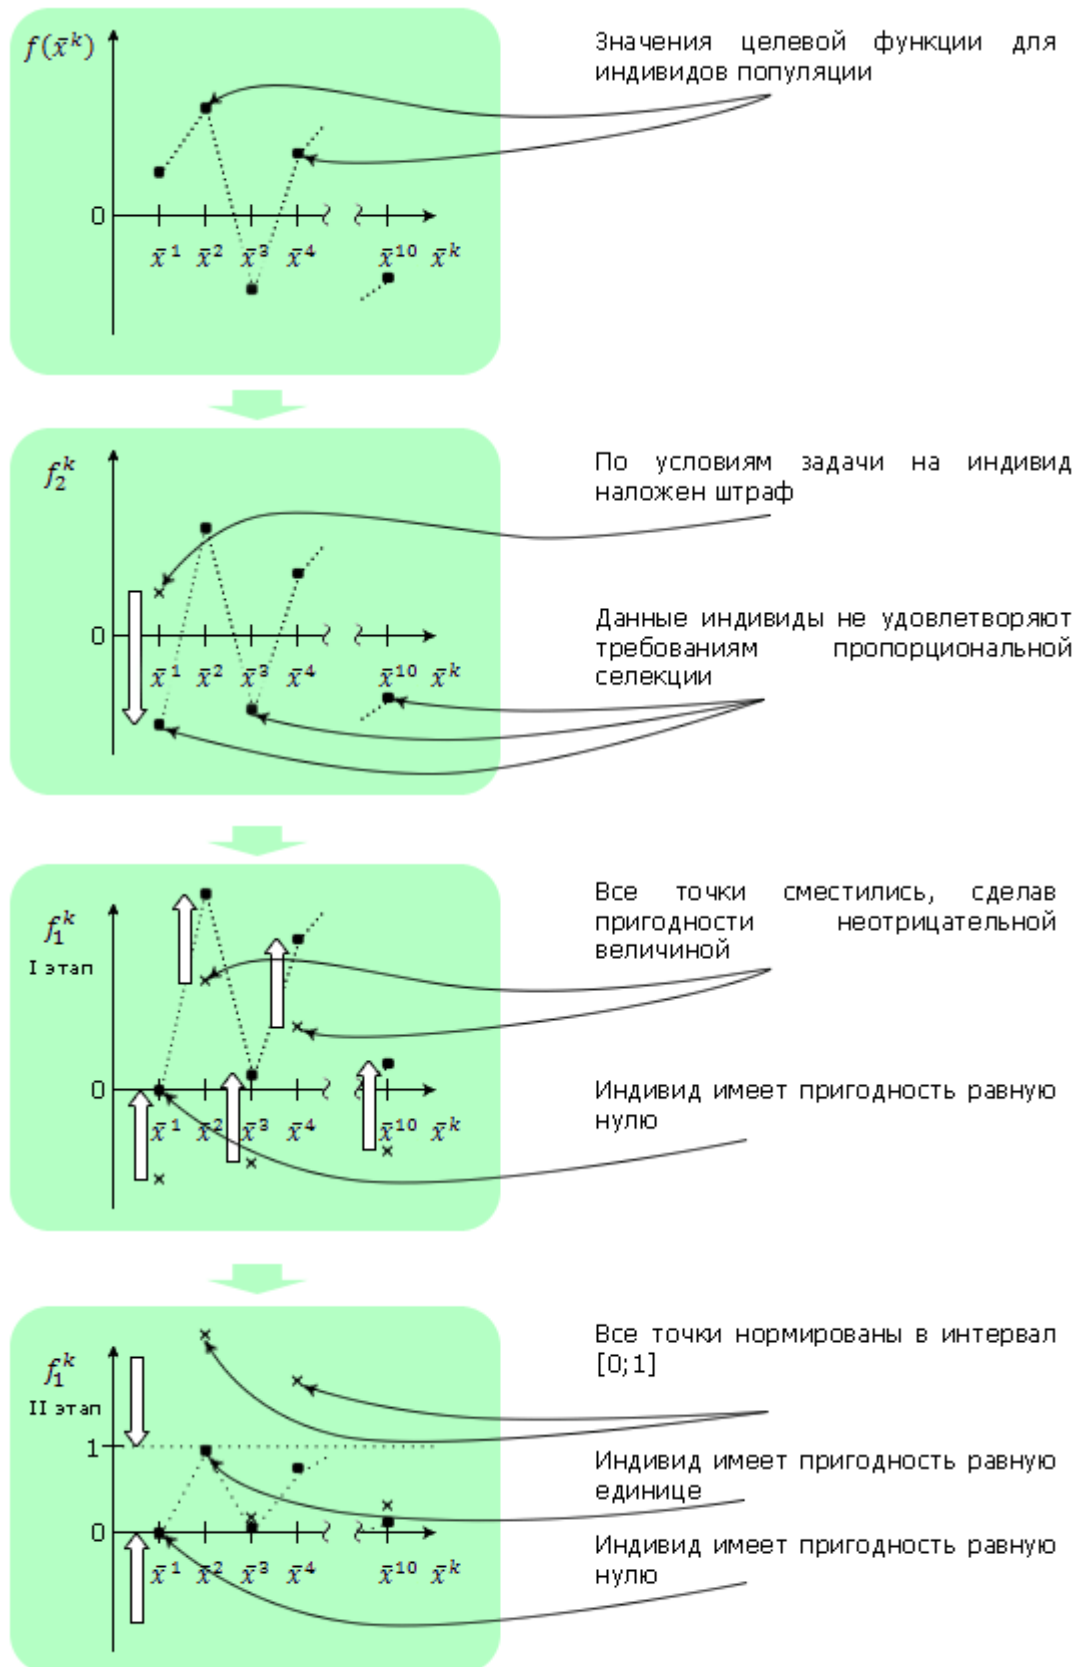 f(x̄ᵏ)
Значения целевой функции для
индивидов популяции
0
x̄¹ x̄² x̄³ x̄⁴ x̄¹⁰ x̄ᵏ
f₂ᵏ
По условиям задачи на индивид
наложен штраф
0
Данные индивиды не удовлетворяют
требованиям пропорциональной
селекции
x̄¹ x̄² x̄³ x̄⁴ x̄¹⁰ x̄ᵏ
f₁ᵏ
I этап
Все точки сместились, сделав
пригодности неотрицательной
величиной
0
Индивид имеет пригодность равную
нулю
x̄¹ x̄² x̄³ x̄⁴ x̄¹⁰ x̄ᵏ
f₁ᵏ
II этап
Все точки нормированы в интервал
[0;1]
1
Индивид имеет пригодность равную
единице
0
Индивид имеет пригодность равную
нулю
x̄¹ x̄² x̄³ x̄⁴ x̄¹⁰ x̄ᵏ